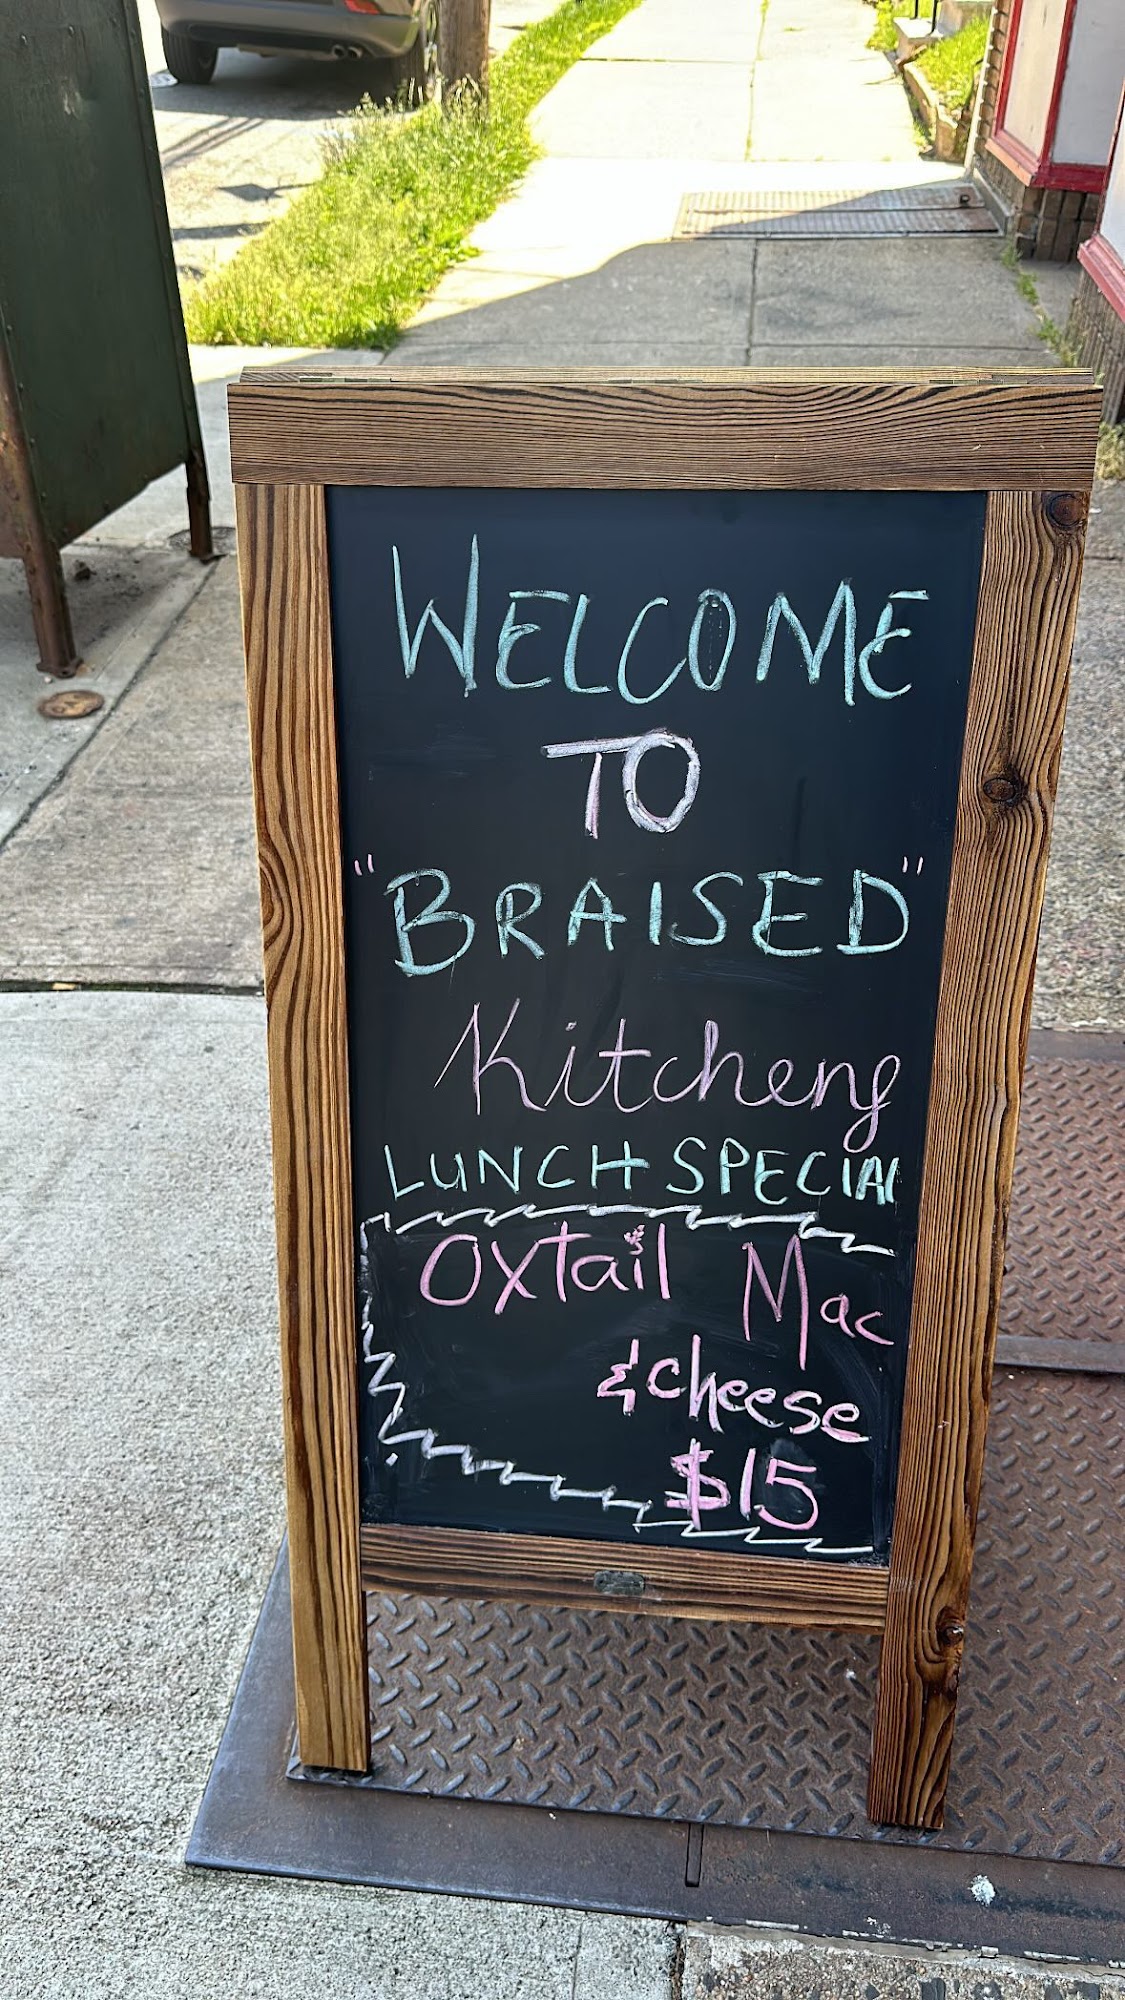 WELCOME
TO
"BRAISED"
Kitcheng
LUNCH SPECIAL
Oxtail Mac
& cheese
$15